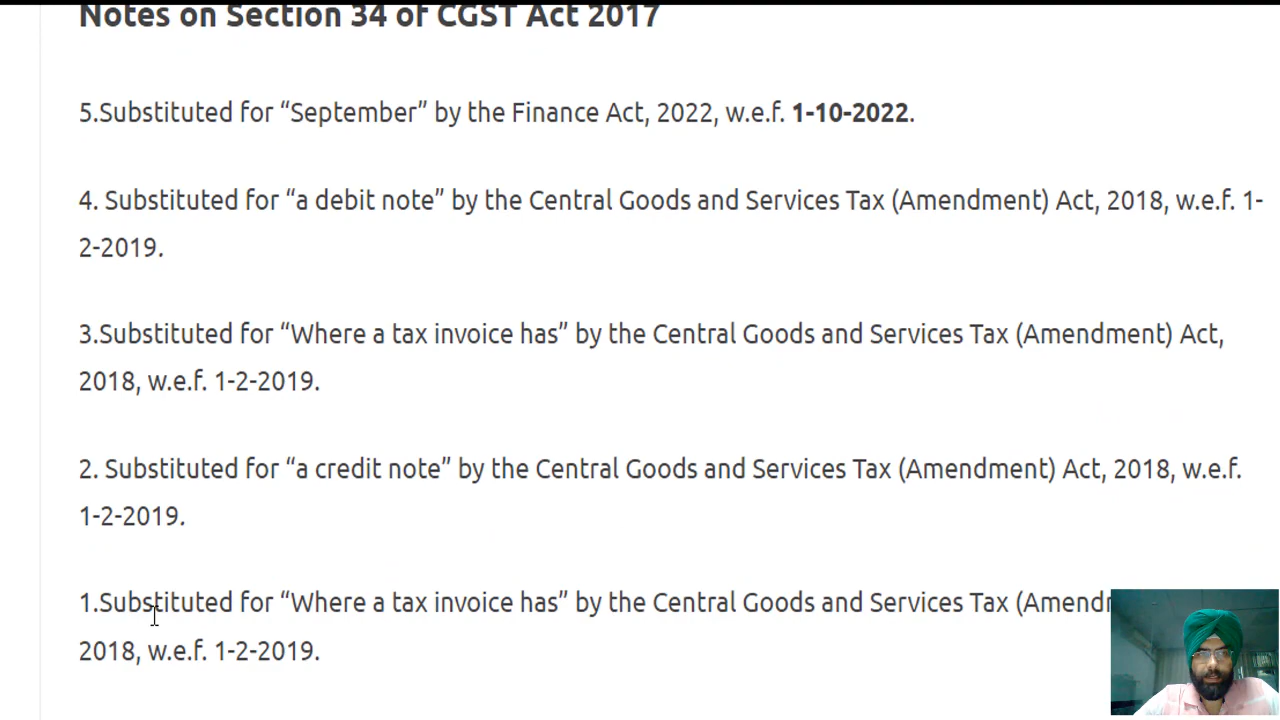 Notes on Section 34 of CGST Act 2017
5.Substituted for “September” by the Finance Act, 2022, w.e.f. 1-10-2022.
4. Substituted for “a debit note” by the Central Goods and Services Tax (Amendment) Act, 2018, w.e.f. 1-
2-2019.
3.Substituted for “Where a tax invoice has” by the Central Goods and Services Tax (Amendment) Act,
2018, w.e.f. 1-2-2019.
2. Substituted for “a credit note” by the Central Goods and Services Tax (Amendment) Act, 2018, w.e.f.
1-2-2019.
1.Substituted for “Where a tax invoice has” by the Central Goods and Services Tax
2018, w.e.f. 1-2-2019.